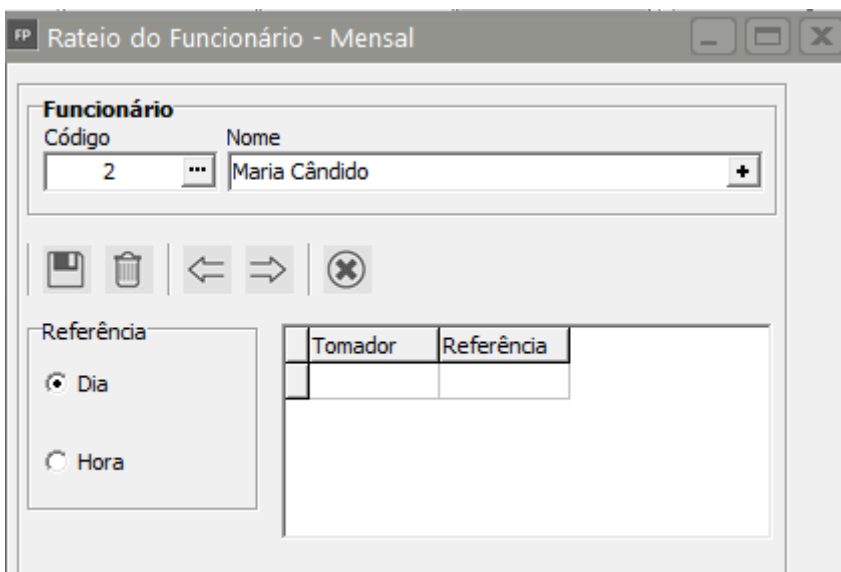 FP Rateio do Funcionário - Mensal
Funcionário
Código Nome
2 ... Maria Cândido +
Referência
Tomador Referência
Dia
Hora